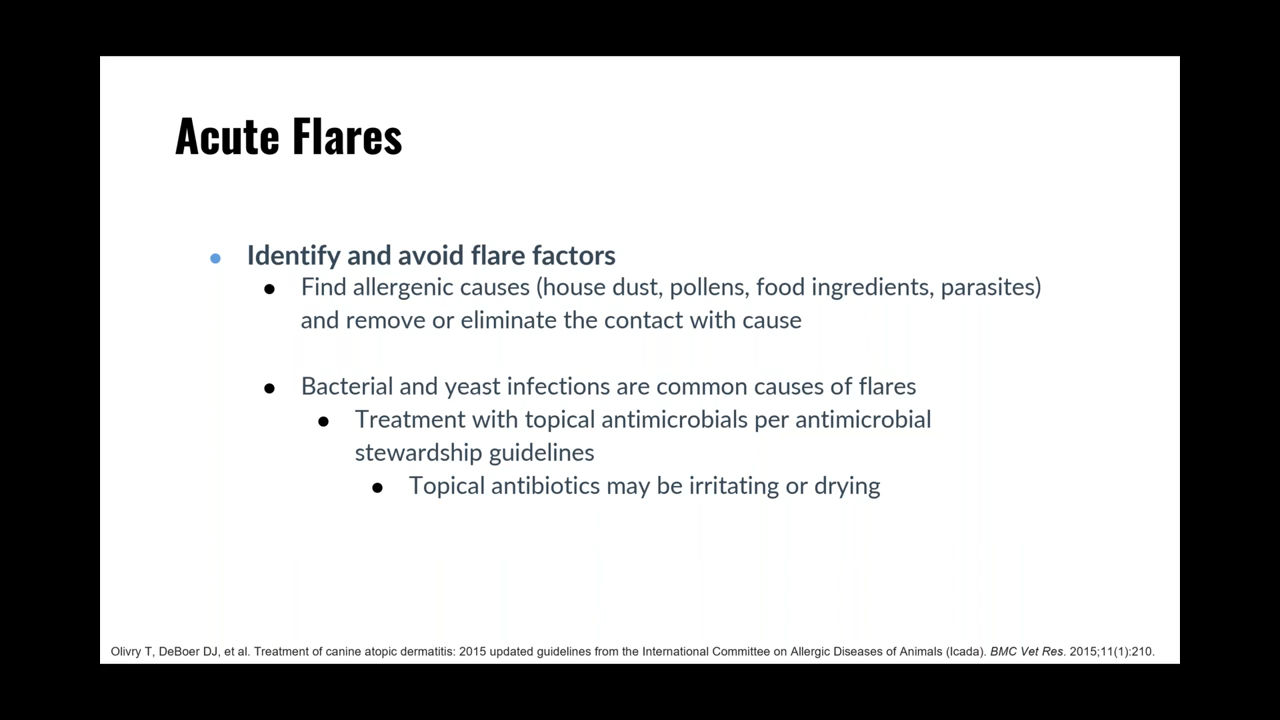 Acute Flares
● Identify and avoid flare factors
● Find allergenic causes (house dust, pollens, food ingredients, parasites)
and remove or eliminate the contact with cause
● Bacterial and yeast infections are common causes of flares
● Treatment with topical antimicrobials per antimicrobial
stewardship guidelines
● Topical antibiotics may be irritating or drying
Olivry T, DeBoer DJ, et al. Treatment of canine atopic dermatitis: 2015 updated guidelines from the International Committee on Allergic Diseases of Animals (Icada). BMC Vet Res. 2015;11(1):210.